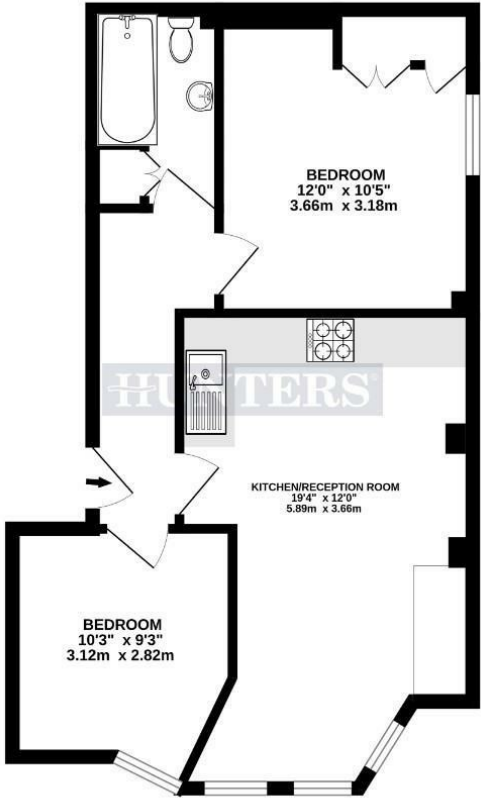 BEDROOM
12'0" x 10'5"
3.66m x 3.18m
HUNTERS
KITCHEN/RECEPTION ROOM
19'4" x 12'0"
5.89m x 3.66m
BEDROOM
10'3" x 9'3"
3.12m x 2.82m